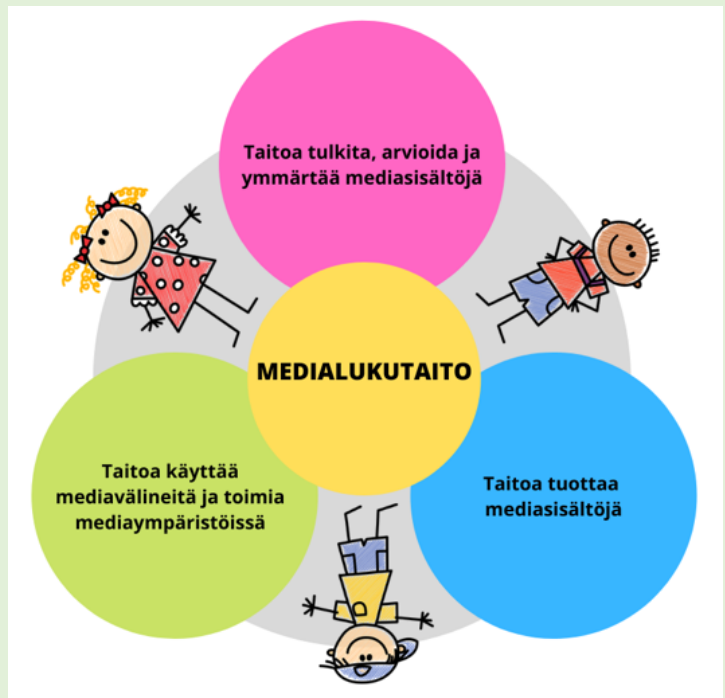 Taitoa tulkita, arvioida ja
ymmärtää mediasisältöjä
MEDIALUKUTAITO
Taitoa käyttää
mediavälineitä ja toimia
mediaympäristöissä
Taitoa tuottaa
mediasisältöjä